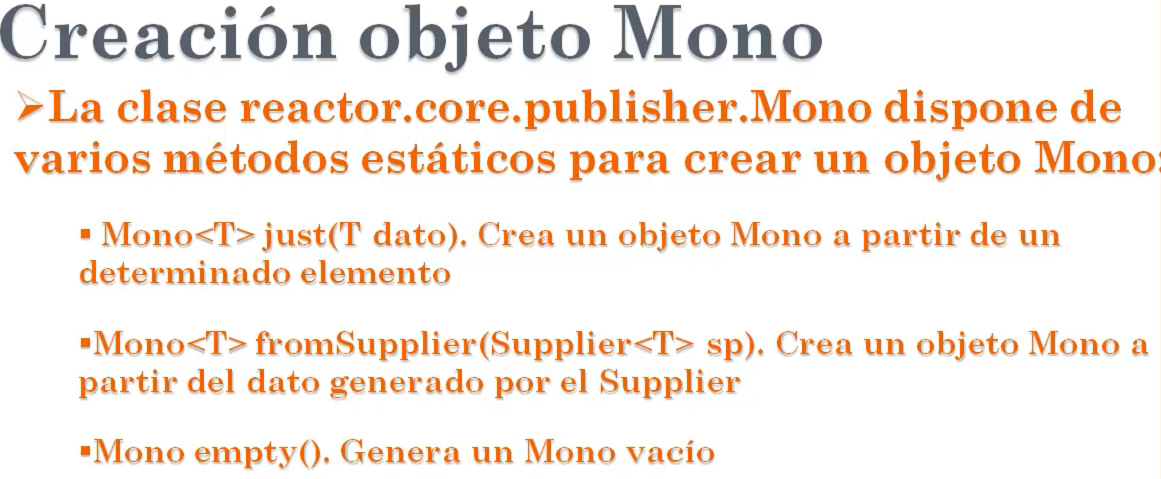 Creación objeto Mono
➢La clase reactor.core.publisher.Mono dispone de
varios métodos estáticos para crear un objeto Mono:
▪ Mono<T> just(T dato). Crea un objeto Mono a partir de un
determinado elemento
▪Mono<T> fromSupplier(Supplier<T> sp). Crea un objeto Mono a
partir del dato generado por el Supplier
▪Mono empty(). Genera un Mono vacío